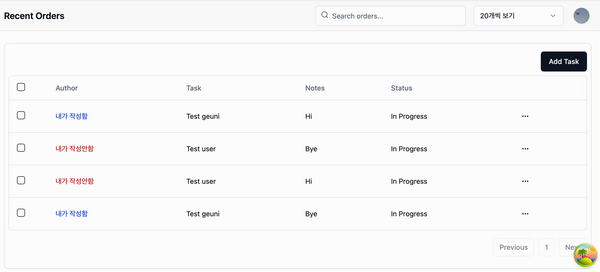 Recent Orders
Search orders...
20개씩 보기
Add Task
Author Task Notes Status
내가 작성함 Test geuni Hi In Progress ...
내가 작성안함 Test user Bye In Progress ...
내가 작성안함 Test user Hi In Progress ...
내가 작성함 Test geuni Bye In Progress ...
Previous 1